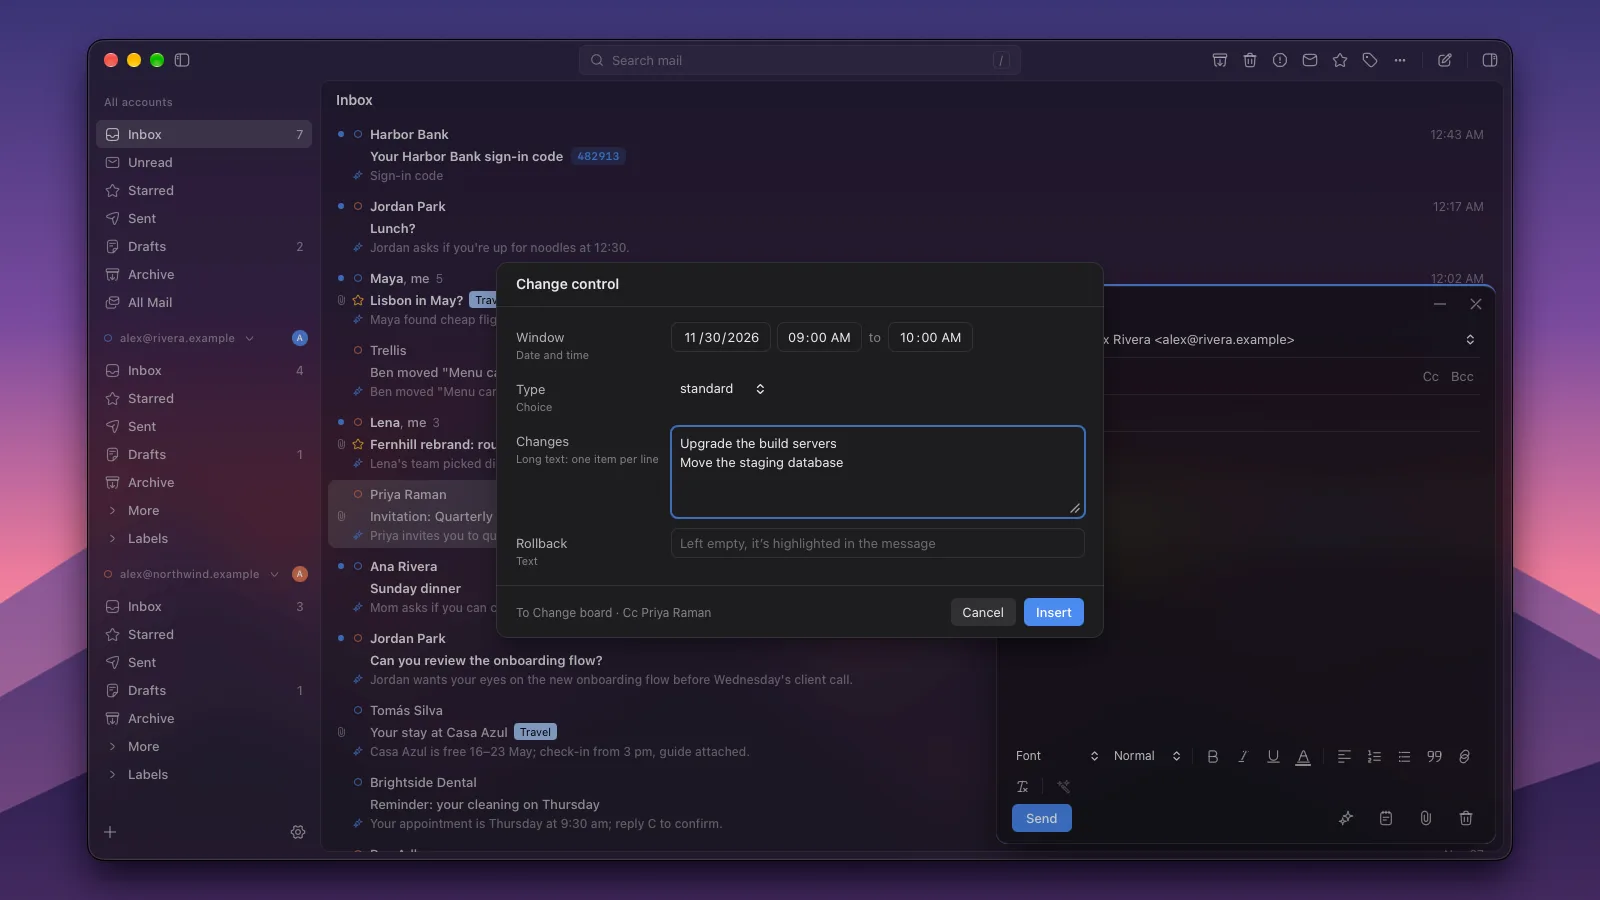 Search mail
/
All accounts
Inbox 7
Unread
Starred
Sent
Drafts 2
Archive
All Mail
alex@rivera.example A
Inbox 4
Starred
Sent
Drafts 1
Archive
More
Labels
alex@northwind.example A
Inbox 3
Starred
Sent
Drafts 1
Archive
More
Labels
Inbox
Harbor Bank 12:43 AM
Your Harbor Bank sign-in code 482913
Sign-in code
Jordan Park 12:17 AM
Lunch?
Jordan asks if you're up for noodles at 12:30.
Maya, me 5 12:02 AM
Lisbon in May?
Maya found cheap
Trellis
Ben moved "Menu
Ben moved "Menu
Lena, me 3
Fernhill rebrand:
Lena's team picked
Priya Raman
Invitation: Quarterly
Priya invites you to
Ana Rivera
Sunday dinner
Mom asks if you can
Jordan Park
Can you review the onboarding flow?
Jordan wants your eyes on the new onboarding flow before Wednesday's client call.
Tomás Silva
Your stay at Casa Azul Travel
Casa Azul is free 16–23 May; check-in from 3 pm, guide attached.
Brightside Dental
Reminder: your cleaning on Thursday
Your appointment is Thursday at 9:30 am; reply C to confirm.
Change control
Window
Date and time
11/30/2026 09:00 AM to 10:00 AM
Type
Choice
standard
Changes
Long text: one item per line
Upgrade the build servers
Move the staging database
Rollback
Text
Left empty, it's highlighted in the message
To Change board · Cc Priya Raman
Cancel Insert
Rivera <alex@rivera.example>
Cc Bcc
Font Normal
Send